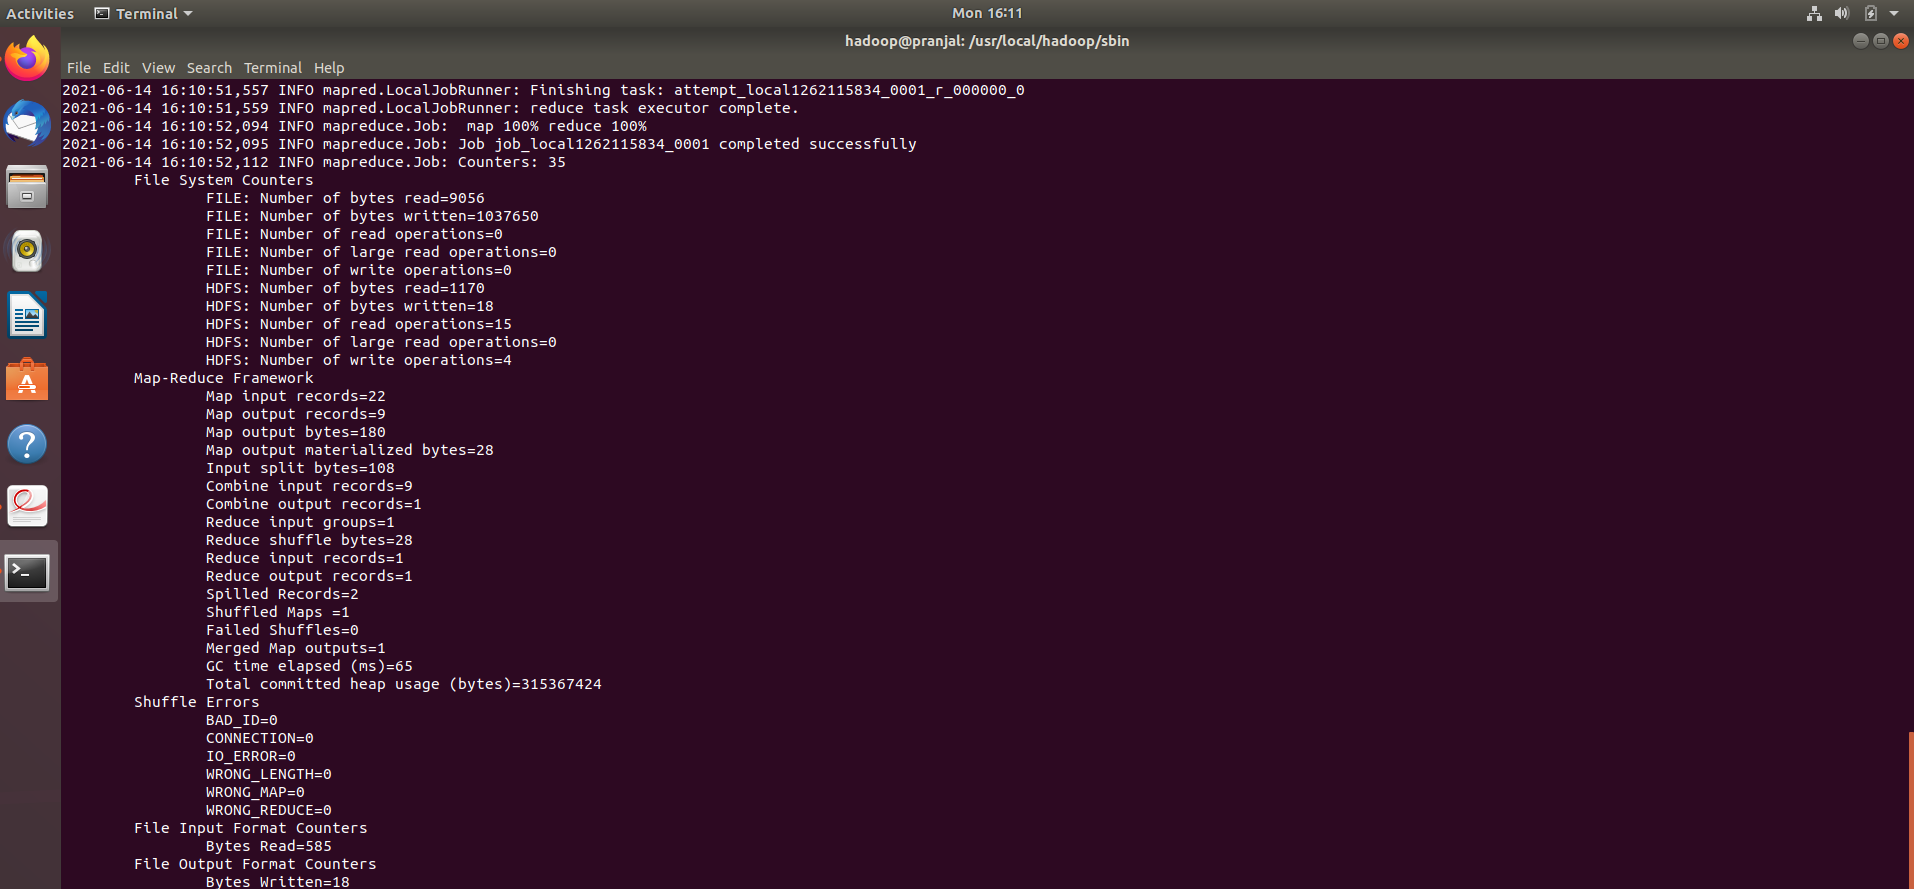 Activities Terminal Mon 16:11
hadoop@pranjal: /usr/local/hadoop/sbin
File Edit View Search Terminal Help
2021-06-14 16:10:51,557 INFO mapred.LocalJobRunner: Finishing task: attempt_local1262115834_0001_r_000000_0
2021-06-14 16:10:51,559 INFO mapred.LocalJobRunner: reduce task executor complete.
2021-06-14 16:10:52,094 INFO mapreduce.Job:  map 100% reduce 100%
2021-06-14 16:10:52,095 INFO mapreduce.Job: Job job_local1262115834_0001 completed successfully
2021-06-14 16:10:52,112 INFO mapreduce.Job: Counters: 35
File System Counters
FILE: Number of bytes read=9056
FILE: Number of bytes written=1037650
FILE: Number of read operations=0
FILE: Number of large read operations=0
FILE: Number of write operations=0
HDFS: Number of bytes read=1170
HDFS: Number of bytes written=18
HDFS: Number of read operations=15
HDFS: Number of large read operations=0
HDFS: Number of write operations=4
Map-Reduce Framework
Map input records=22
Map output records=9
Map output bytes=180
Map output materialized bytes=28
Input split bytes=108
Combine input records=9
Combine output records=1
Reduce input groups=1
Reduce shuffle bytes=28
Reduce input records=1
Reduce output records=1
Spilled Records=2
Shuffled Maps =1
Failed Shuffles=0
Merged Map outputs=1
GC time elapsed (ms)=65
Total committed heap usage (bytes)=315367424
Shuffle Errors
BAD_ID=0
CONNECTION=0
IO_ERROR=0
WRONG_LENGTH=0
WRONG_MAP=0
WRONG_REDUCE=0
File Input Format Counters
Bytes Read=585
File Output Format Counters
Bytes Written=18